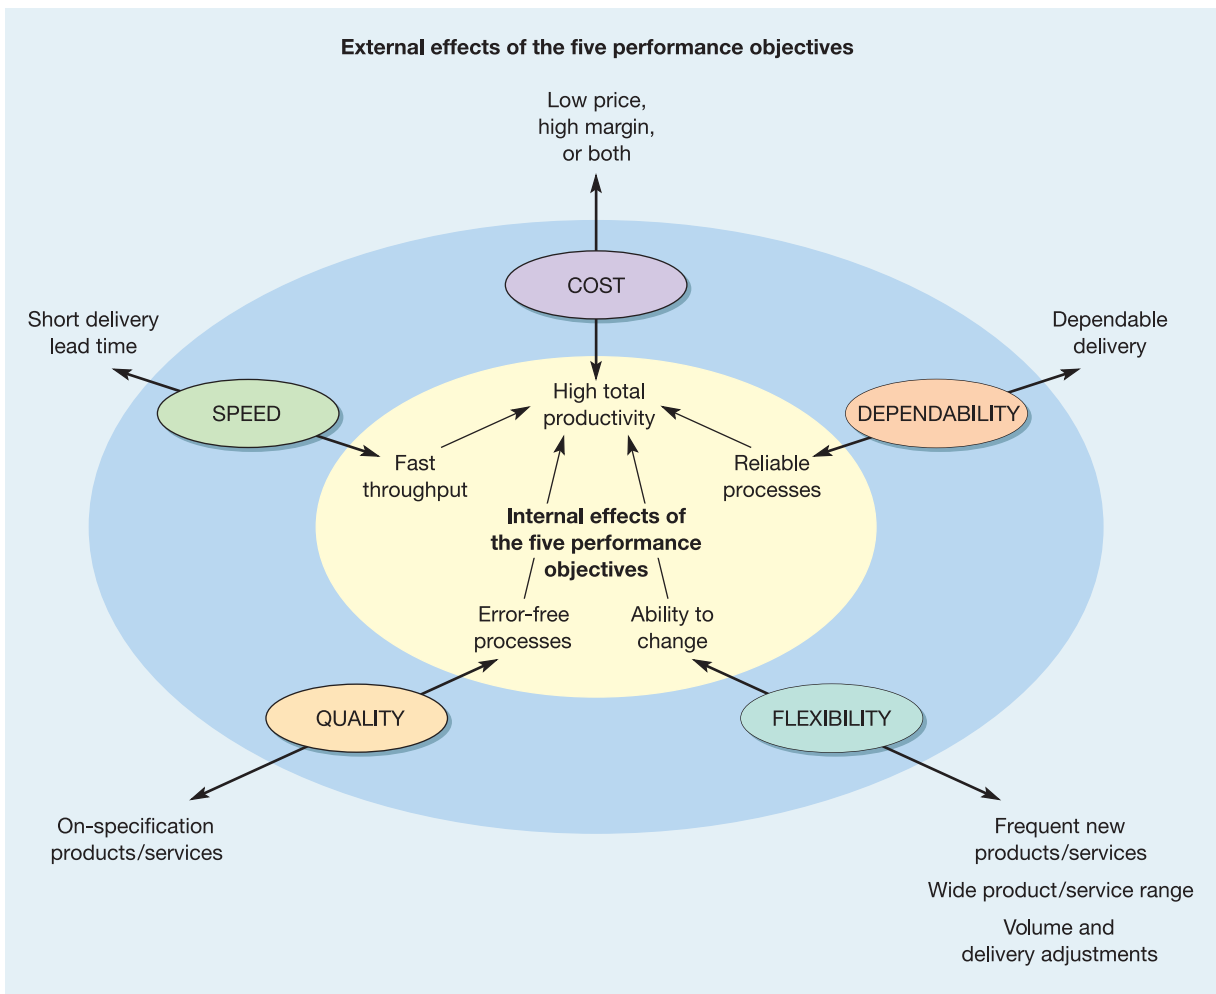 External effects of the five performance objectives
Low price,
high margin,
or both
COST
Short delivery
lead time
Dependable
delivery
SPEED
DEPENDABILITY
High total
productivity
Fast
throughput
Reliable
processes
Internal effects of
the five performance
objectives
Error-free
processes
Ability to
change
QUALITY
FLEXIBILITY
On-specification
products/services
Frequent new
products/services
Wide product/service range
Volume and
delivery adjustments